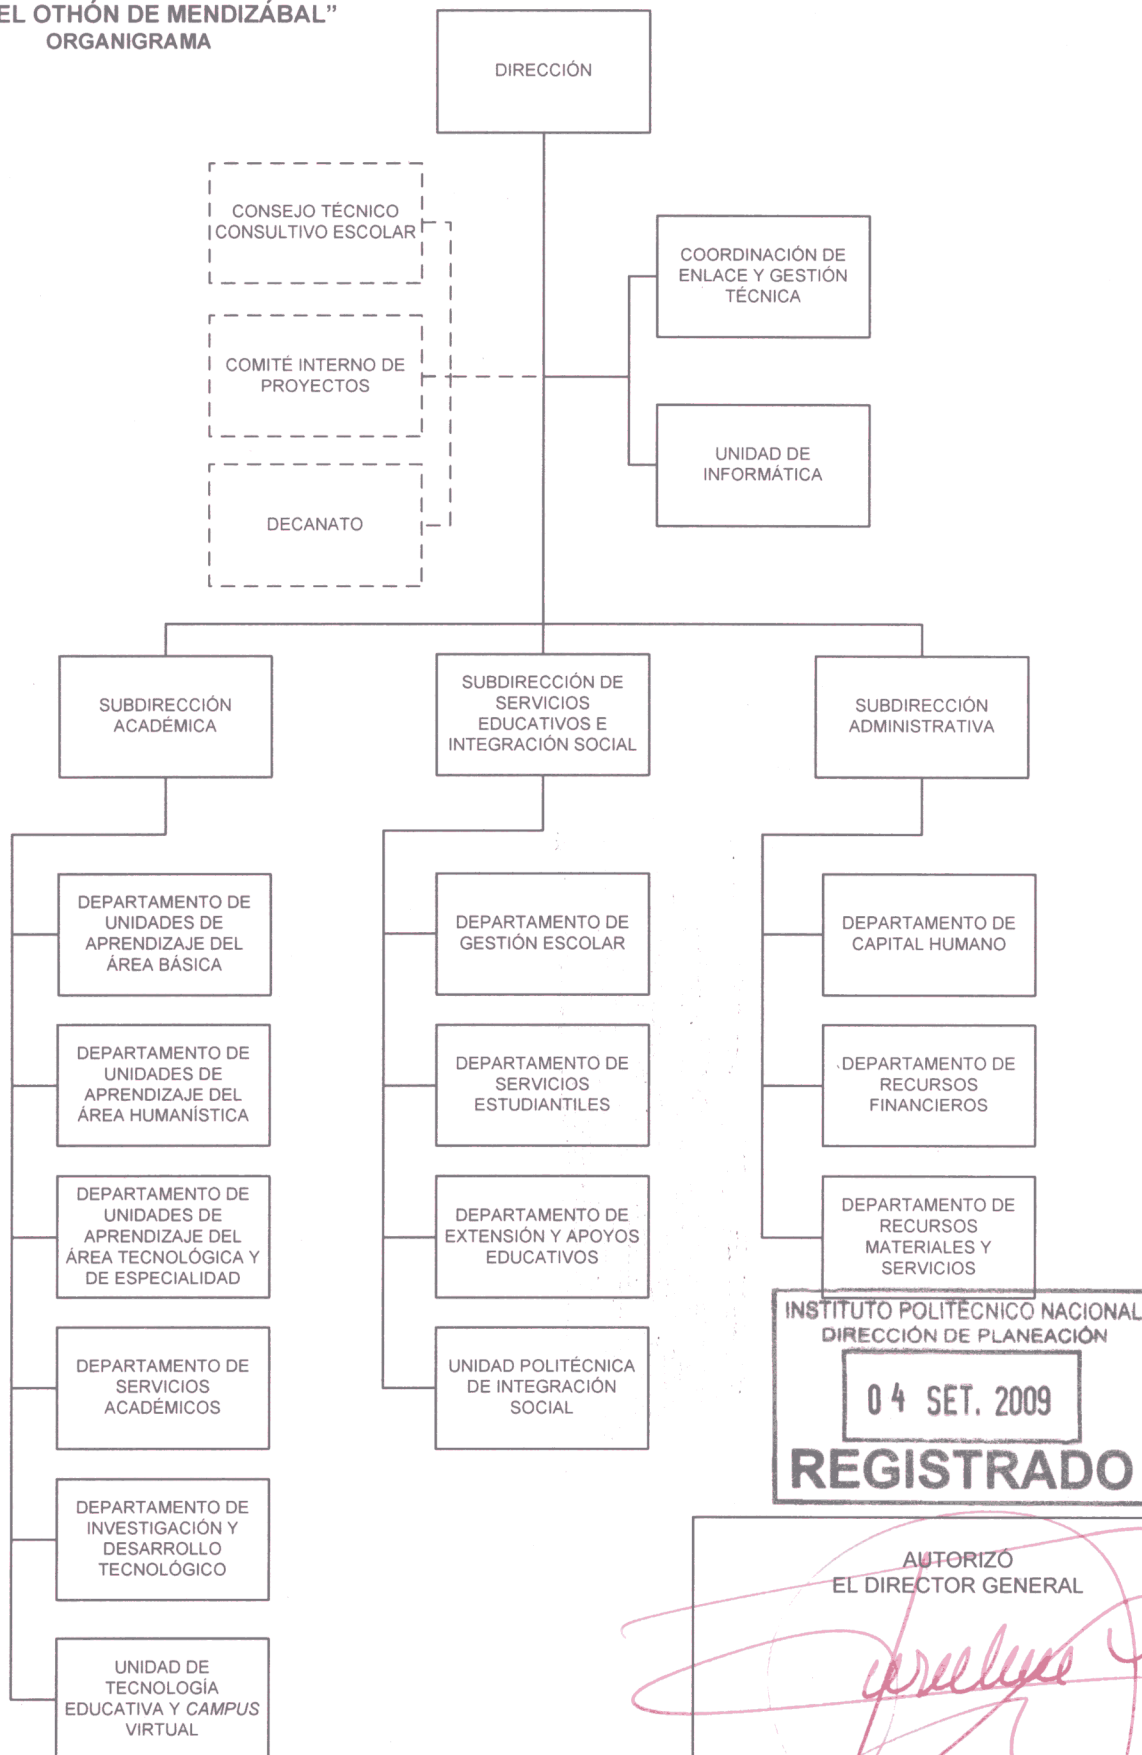 EL OTHÓN DE MENDIZÁBAL”
ORGANIGRAMA
DIRECCIÓN
CONSEJO TÉCNICO
CONSULTIVO ESCOLAR
COORDINACIÓN DE
ENLACE Y GESTIÓN
TÉCNICA
COMITÉ INTERNO DE
PROYECTOS
UNIDAD DE
INFORMÁTICA
DECANATO
SUBDIRECCIÓN
ACADÉMICA
SUBDIRECCIÓN DE
SERVICIOS
EDUCATIVOS E
INTEGRACIÓN SOCIAL
SUBDIRECCIÓN
ADMINISTRATIVA
DEPARTAMENTO DE
UNIDADES DE
APRENDIZAJE DEL
ÁREA BÁSICA
DEPARTAMENTO DE
UNIDADES DE
APRENDIZAJE DEL
ÁREA HUMANÍSTICA
DEPARTAMENTO DE
UNIDADES DE
APRENDIZAJE DEL
ÁREA TECNOLÓGICA Y
DE ESPECIALIDAD
DEPARTAMENTO DE
SERVICIOS
ACADÉMICOS
DEPARTAMENTO DE
INVESTIGACIÓN Y
DESARROLLO
TECNOLÓGICO
UNIDAD DE
TECNOLOGÍA
EDUCATIVA Y CAMPUS
VIRTUAL
DEPARTAMENTO DE
GESTIÓN ESCOLAR
DEPARTAMENTO DE
SERVICIOS
ESTUDIANTILES
DEPARTAMENTO DE
EXTENSIÓN Y APOYOS
EDUCATIVOS
UNIDAD POLITÉCNICA
DE INTEGRACIÓN
SOCIAL
DEPARTAMENTO DE
CAPITAL HUMANO
DEPARTAMENTO DE
RECURSOS
FINANCIEROS
DEPARTAMENTO DE
RECURSOS
MATERIALES Y
SERVICIOS
INSTITUTO POLITÉCNICO NACIONAL
DIRECCIÓN DE PLANEACIÓN
04 SET. 2009
REGISTRADO
AUTORIZÓ
EL DIRECTOR GENERAL